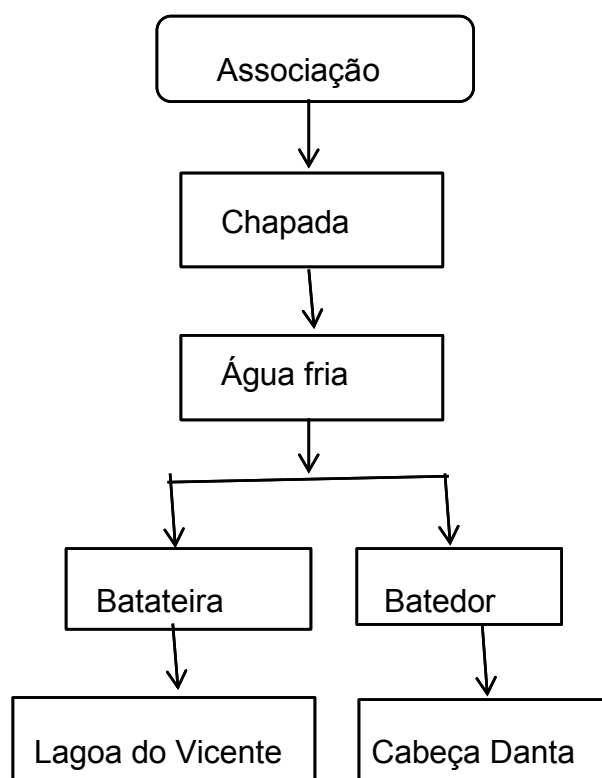 Associação
Chapada
Água fria
Batateira
Batedor
Lagoa do Vicente
Cabeça Danta